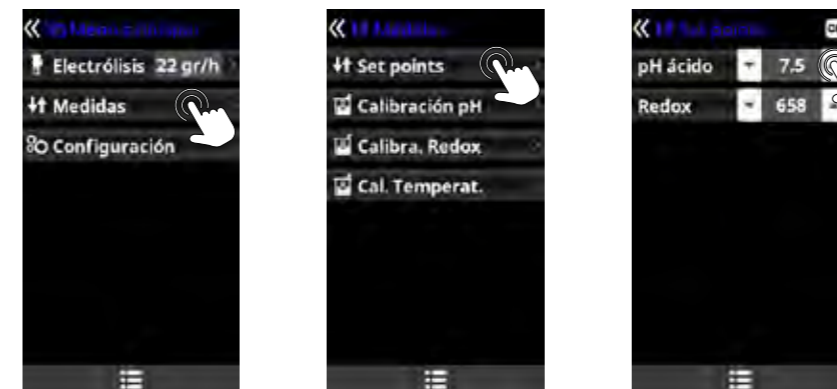 Electrólisis 22 gr/h
Medidas
Configuración
Set points
Calibración pH
Calibra. Redox
Cal. Temperat.
pH ácido 7.5
Redox 658